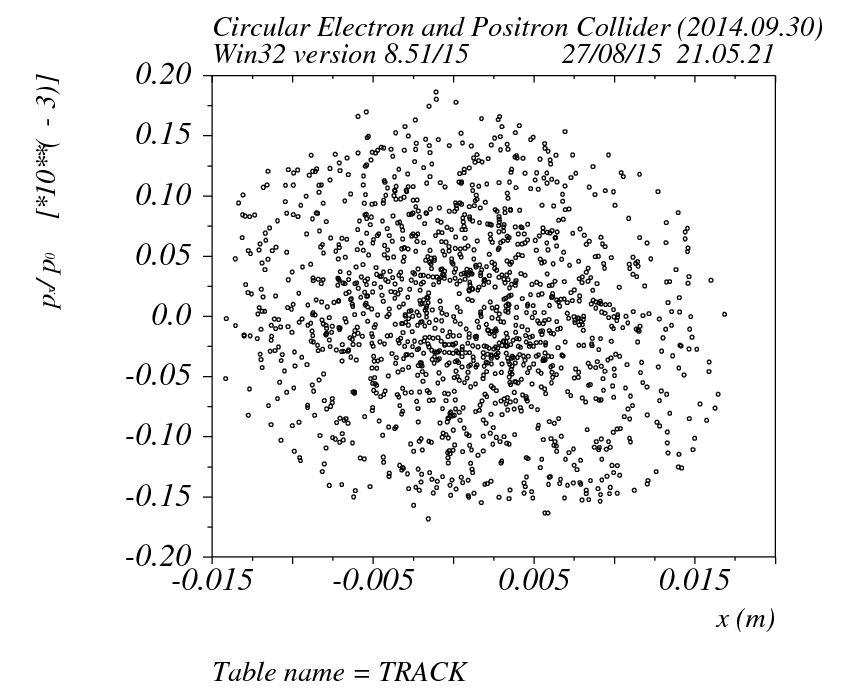 Circular Electron and Positron Collider (2014.09.30)
Win32 version 8.51/15 27/08/15 21.05.21
px/ p0 [*10**( - 3)]
0.20
0.15
0.10
0.05
0.0
-0.05
-0.10
-0.15
-0.20
-0.015 -0.005 0.005 0.015
x (m)
Table name = TRACK